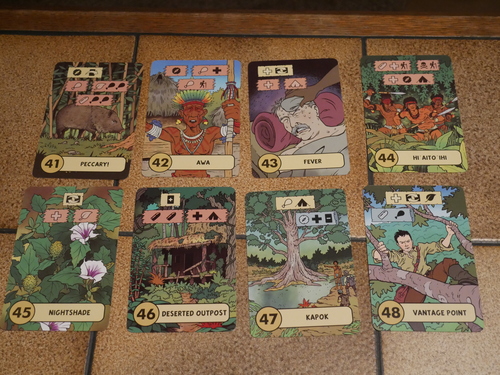 41 PECCARY!
42 AWA
43 FEVER
44 HI'AITO'IHI
45 NIGHTSHADE
46 DESERTED OUTPOST
47 KAPOK
48 VANTAGE POINT